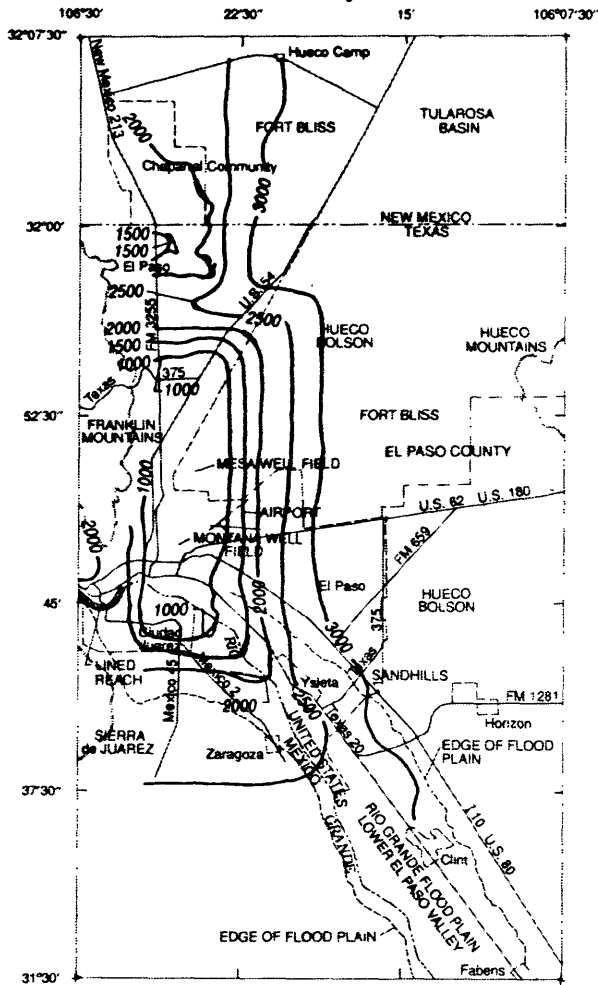 106°30'
22'30"
15'
106°07'30"
32°07'30"
Hueco Camp
New Mexico 213
2000
FORT BLISS
TULAROSA
BASIN
Chaparral Community
3000
32°00'
NEW MEXICO
TEXAS
1500
1500
El Paso
2500
U.S. 54
2500
2000
FM 3255
1500
1000
HUECO
BOLSON
HUECO
MOUNTAINS
375
1000
Texas
52'30"
FRANKLIN
MOUNTAINS
FORT BLISS
EL PASO COUNTY
MESA WELL FIELD
1000
U.S. 62
U.S. 180
AIRPORT
2000
MONTANA WELL
FIELD
FM 659
El Paso
2000
HUECO
BOLSON
45'
1000
375
3000
Ciudad
Juarez
RIO
Texas
LINED
REACH
Mexico 45
Mexico 2
Ysleta
SANDHILLS
2000
2500
FM 1281
Texas 20
Horizon
SIERRA
de JUAREZ
Zaragoza
UNITED STATES
MEXICO
EDGE OF FLOOD
PLAIN
37'30"
GRANDE
I 10 U.S. 80
RIO GRANDE FLOOD PLAIN
LOWER EL PASO VALLEY
Clint
EDGE OF FLOOD PLAIN
31°30'
Fabens